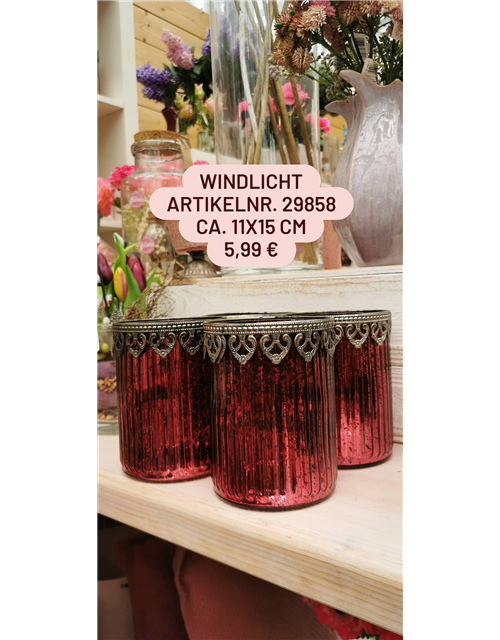 WINDLICHT
ARTIKELNR. 29858
CA. 11X15 CM
5,99 €